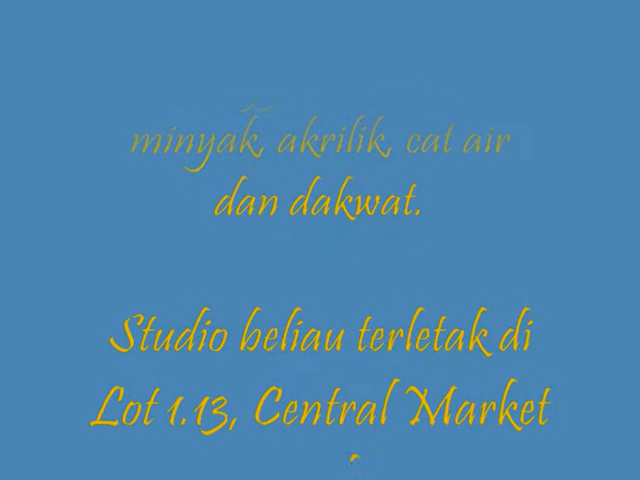 minyak, akrilik, cat air
dan dakwat.
Studio beliau terletak di
Lot 1.13, Central Market